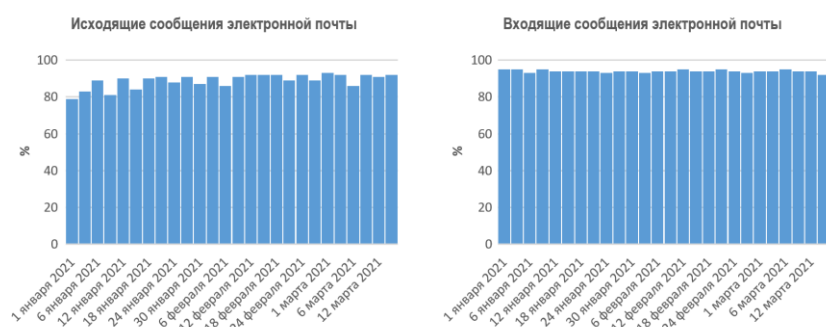 Исходящие сообщения электронной почты
100
80
60
40
20
0
%
1 января 2021
6 января 2021
12 января 2021
18 января 2021
24 января 2021
30 января 2021
6 февраля 2021
12 февраля 2021
18 февраля 2021
24 февраля 2021
1 марта 2021
6 марта 2021
12 марта 2021
Входящие сообщения электронной почты
100
80
60
40
20
0
%
1 января 2021
6 января 2021
12 января 2021
18 января 2021
24 января 2021
30 января 2021
6 февраля 2021
12 февраля 2021
18 февраля 2021
24 февраля 2021
1 марта 2021
6 марта 2021
12 марта 2021